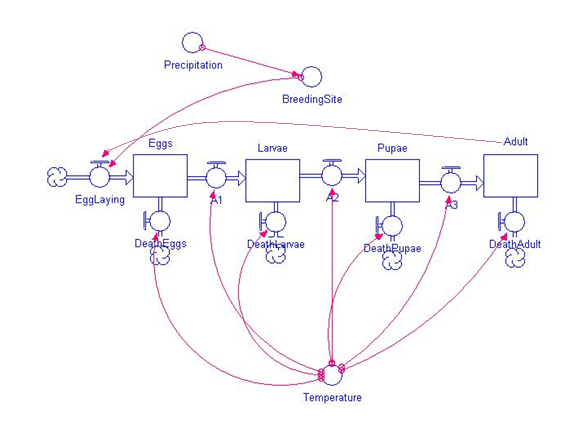 Precipitation
BreedingSite
Eggs
Larvae
Pupae
Adult
EggLaying
A1
A2
A3
DeathEggs
DeathLarvae
DeathPupae
DeathAdult
Temperature